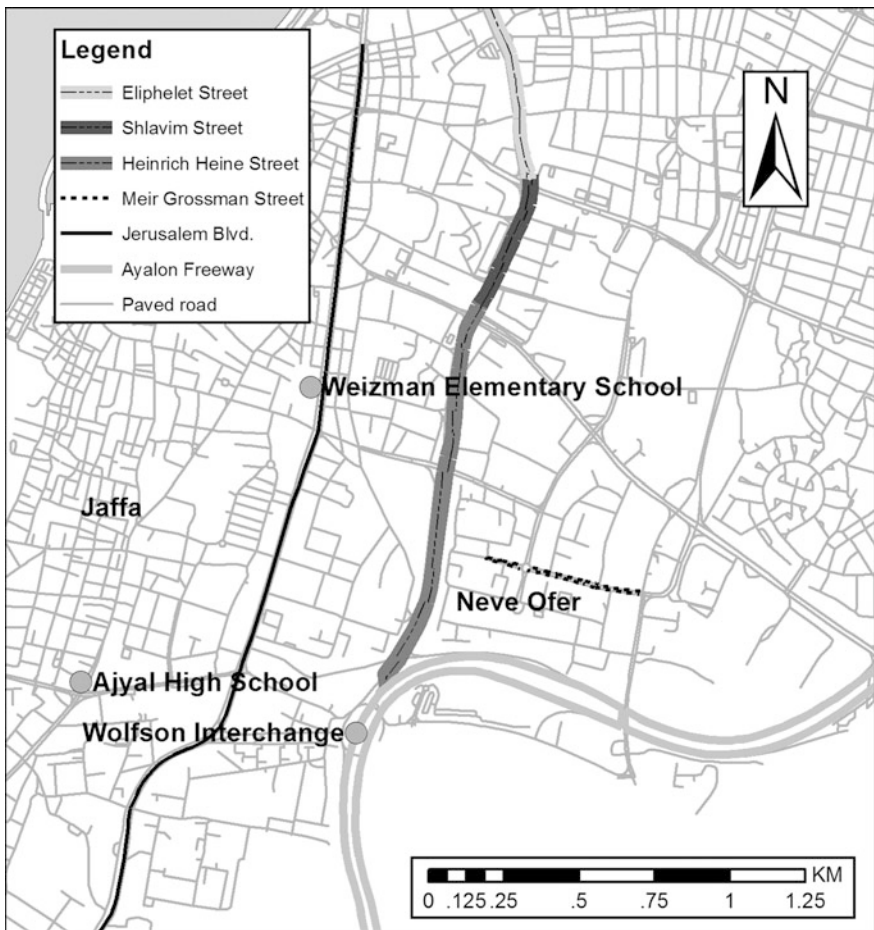 Legend
Eliphelet Street
Shlavim Street
Heinrich Heine Street
Meir Grossman Street
Jerusalem Blvd.
Ayalon Freeway
Paved road
N
Weizman Elementary School
Jaffa
Neve Ofer
Ajyal High School
Wolfson Interchange
KM
0 .125 .25 .5 .75 1 1.25